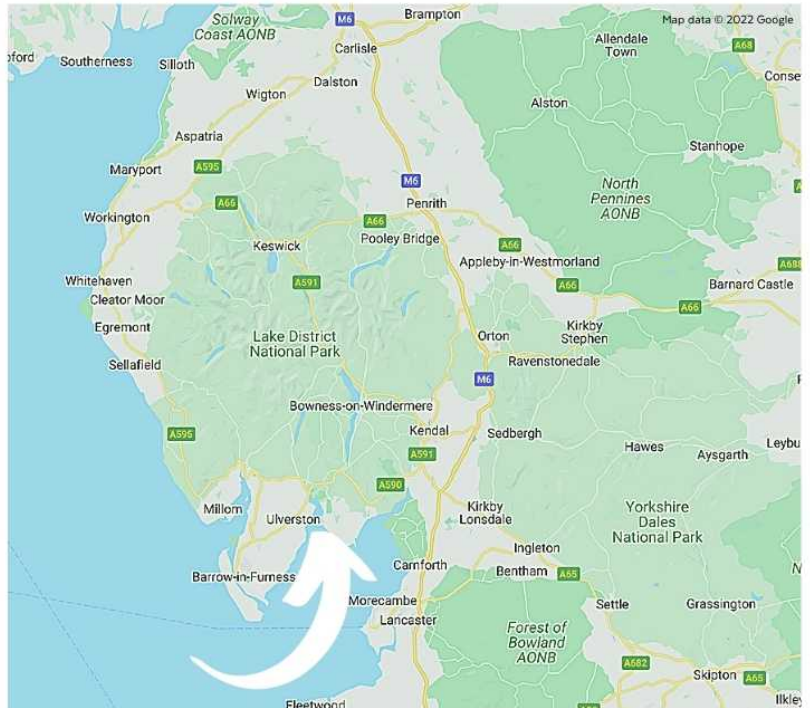 Solway
Coast AONB
M6
Brampton
Map data © 2022 Google
Carlisle
Allendale
Town
A68
Southerness
Silloth
Dalston
Wigton
Alston
Aspatria
Stanhope
Maryport
A595
M6
North
Pennines
AONB
A66
Penrith
Workington
A66
Keswick
Pooley Bridge
A66
Appleby-in-Westmorland
Whitehaven
A591
A66
Barnard Castle
Cleator Moor
A66
Egremont
Lake District
National Park
Orton
Kirkby
Stephen
Sellafield
Ravenstonedale
M6
Bowness-on-Windermere
A595
Kendal
Sedbergh
A591
Hawes
Aysgarth
Leybu
A590
Millom
Ulverston
Kirkby
Lonsdale
Yorkshire
Dales
National Park
Ingleton
Barrow-in-Furness
Carnforth
Bentham
A65
Morecambe
Settle
Grassington
Lancaster
Forest of
Bowland
AONB
A682
Skipton
A65
Fleetwood
Ilkley